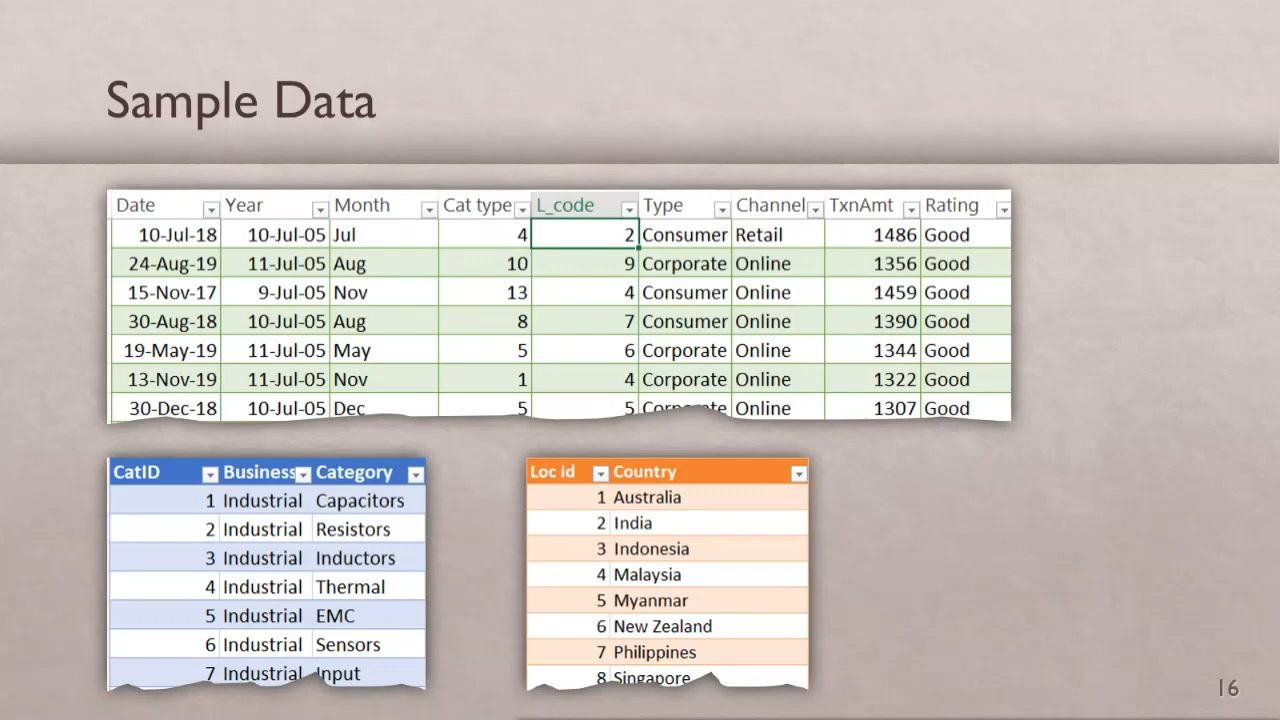 Sample Data
Date Year Month Cat type L_code Type Channel TxnAmt Rating
10-Jul-18 10-Jul-05 Jul 4 2 Consumer Retail 1486 Good
24-Aug-19 11-Jul-05 Aug 10 9 Corporate Online 1356 Good
15-Nov-17 9-Jul-05 Nov 13 4 Consumer Online 1459 Good
30-Aug-18 10-Jul-05 Aug 8 7 Consumer Online 1390 Good
19-May-19 11-Jul-05 May 5 6 Corporate Online 1344 Good
13-Nov-19 11-Jul-05 Nov 1 4 Corporate Online 1322 Good
30-Dec-18 10-Jul-05 Dec 5 5 Corporate Online 1307 Good
CatID Business Category
1 Industrial Capacitors
2 Industrial Resistors
3 Industrial Inductors
4 Industrial Thermal
5 Industrial EMC
6 Industrial Sensors
7 Industrial Input
Loc id Country
1 Australia
2 India
3 Indonesia
4 Malaysia
5 Myanmar
6 New Zealand
7 Philippines
8 Singapore
16